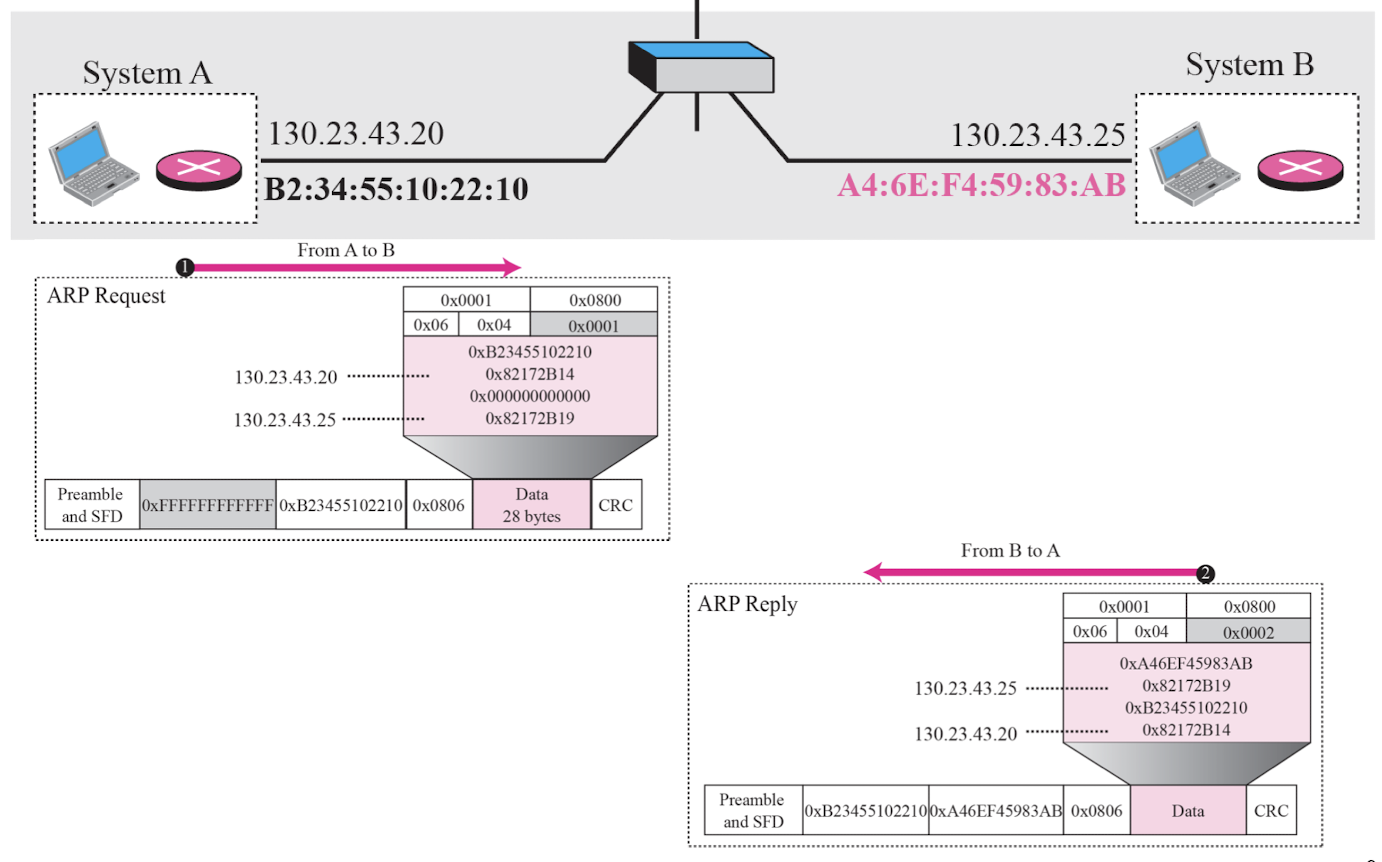 System A
System B
130.23.43.20
B2:34:55:10:22:10
130.23.43.25
A4:6E:F4:59:83:AB
From A to B
1
ARP Request
0x0001 0x0800
0x06 0x04 0x0001
0xB23455102210
130.23.43.20 0x82172B14
0x000000000000
130.23.43.25 0x82172B19
Preamble and SFD 0xFFFFFFFFFFFF 0xB23455102210 0x0806 Data 28 bytes CRC
From B to A
2
ARP Reply
0x0001 0x0800
0x06 0x04 0x0002
0xA46EF45983AB
130.23.43.25 0x82172B19
0xB23455102210
130.23.43.20 0x82172B14
Preamble and SFD 0xB23455102210 0xA46EF45983AB 0x0806 Data CRC